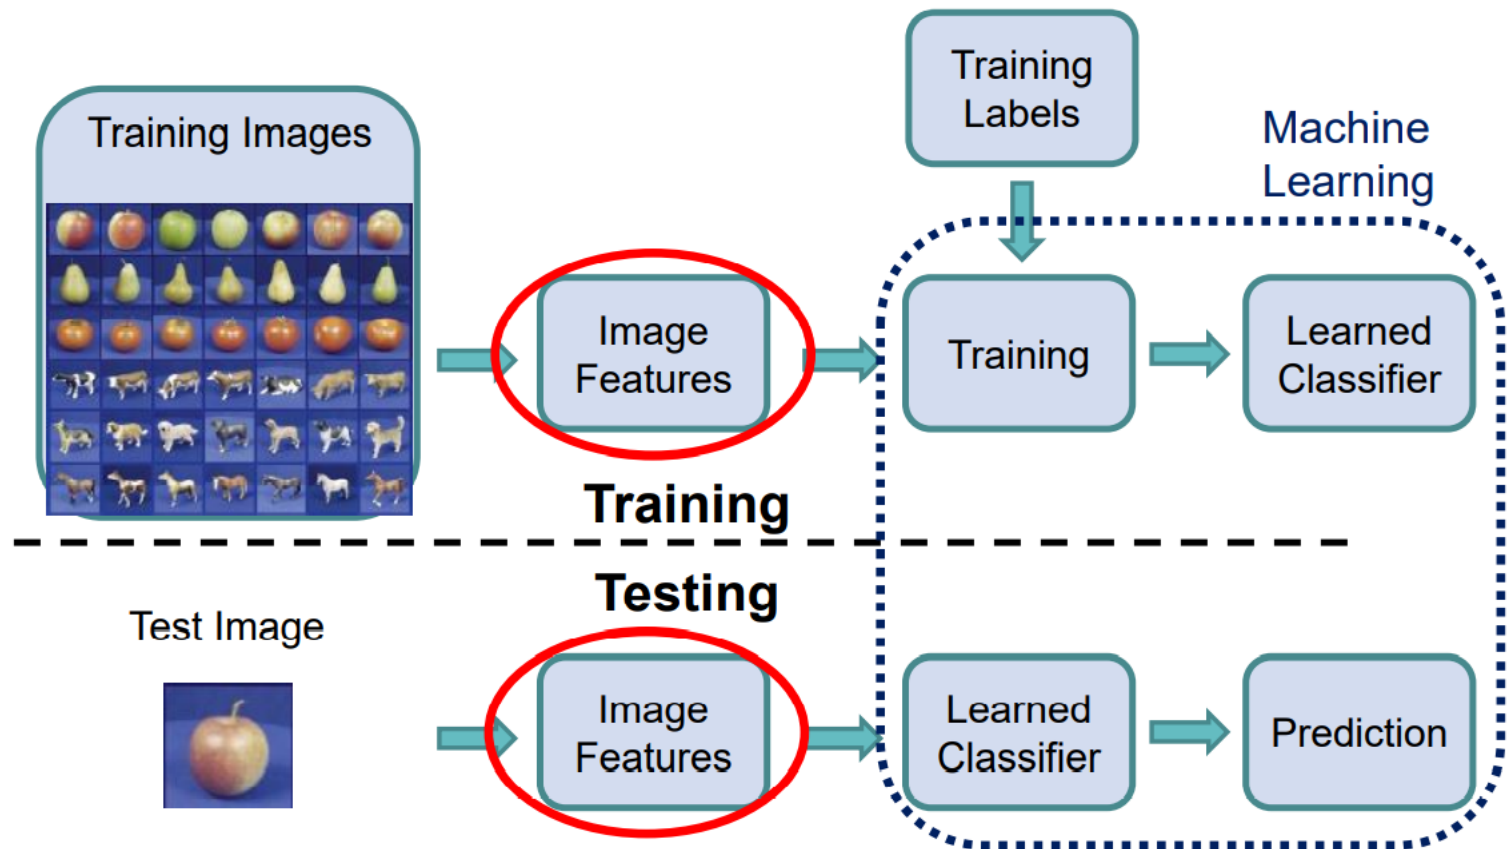 Training
Labels
Machine
Learning
Training Images
Image
Features
Training
Learned
Classifier
Training
Testing
Test Image
Image
Features
Learned
Classifier
Prediction